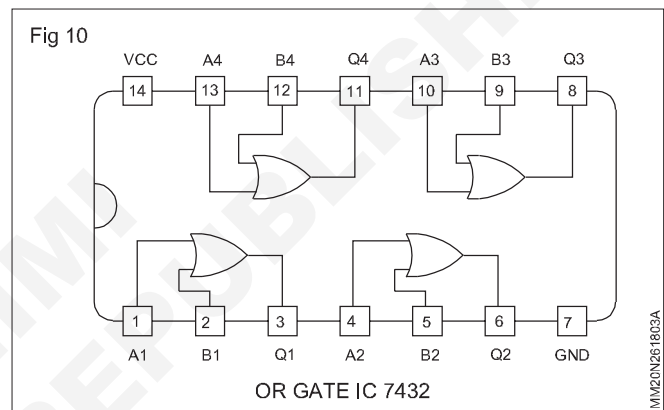 Fig 10
VCC A4 B4 Q4 A3 B3 Q3
14 13 12 11 10 9 8
1 2 3 4 5 6 7
A1 B1 Q1 A2 B2 Q2 GND
OR GATE IC 7432
MM20N261803A